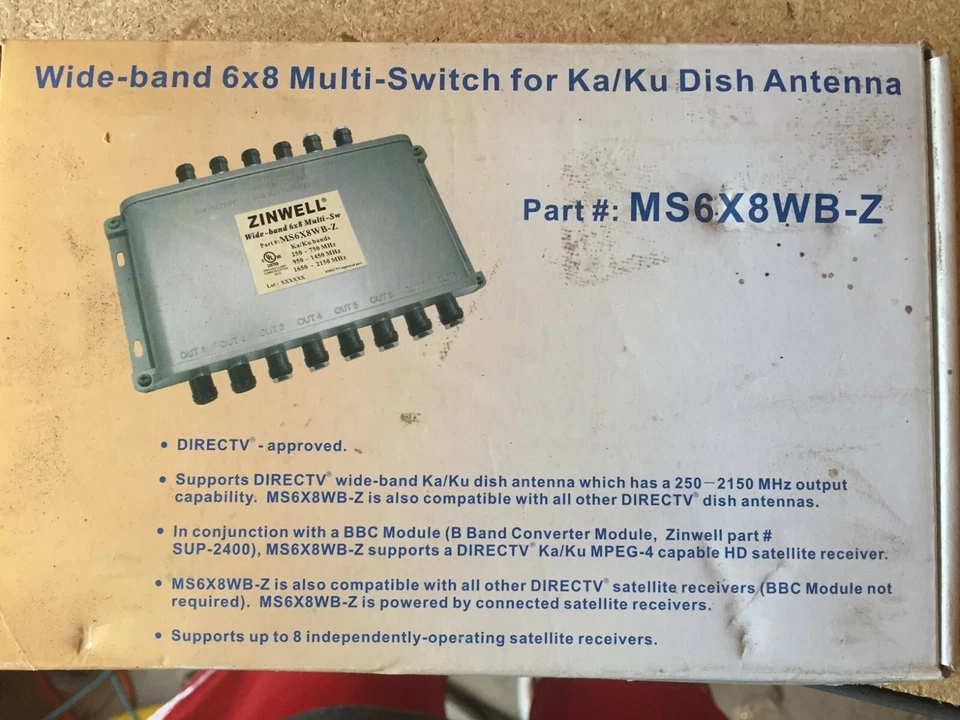 Wide-band 6x8 Multi-Switch for Ka/Ku Dish Antenna
ZINWELL®
Wide-band 6x8 Multi-Sw
Part #: MS6X8WB-Z
Ka/Ku bands
250 - 750 MHz
950 - 1450 MHz
1650 - 2150 MHz
UL
LISTED
Lot : XXXXXX
OUT 1
OUT 3
OUT 4
OUT 5
OUT 6
Part #: MS6X8WB-Z
• DIRECTV® - approved.
• Supports DIRECTV® wide-band Ka/Ku dish antenna which has a 250－2150 MHz output
capability. MS6X8WB-Z is also compatible with all other DIRECTV® dish antennas.
• In conjunction with a BBC Module (B Band Converter Module, Zinwell part #
SUP-2400), MS6X8WB-Z supports a DIRECTV® Ka/Ku MPEG-4 capable HD satellite receiver.
• MS6X8WB-Z is also compatible with all other DIRECTV® satellite receivers (BBC Module not
required). MS6X8WB-Z is powered by connected satellite receivers.
• Supports up to 8 independently-operating satellite receivers.